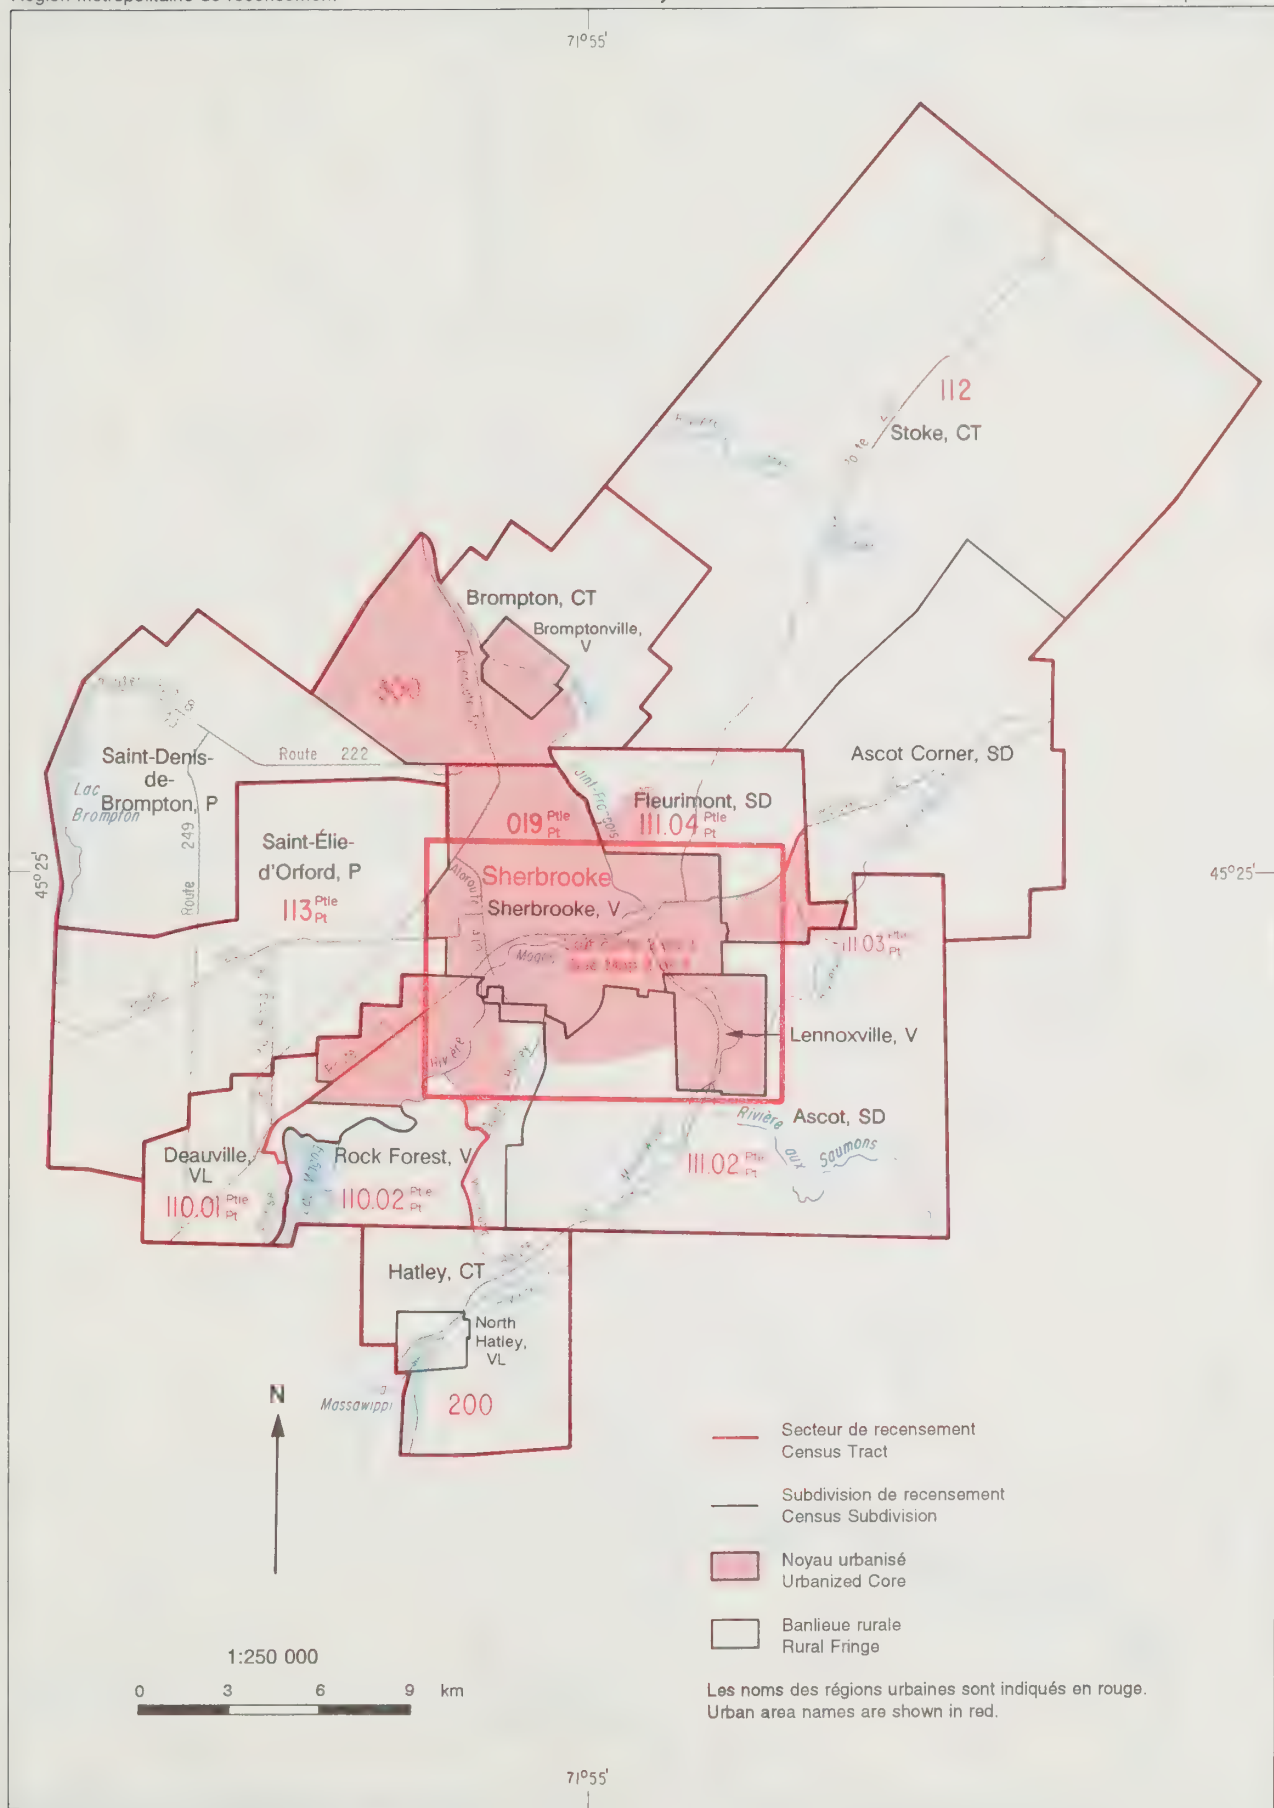 71°55'
112
Stoke, CT
Brompton, CT
Bromptonville,
V
Route 222
Saint-Denis-
de-
Brompton, P
Lac
Brompton
Route 249
Ascot Corner, SD
Fleurimont, SD
019 Ptie
Pt
111.04 Ptie
Pt
Saint-Élie-
d'Orford, P
113 Ptie
Pt
45°25'
45°25'
Sherbrooke
Sherbrooke, V
111.03 Ptie
Pt
Lennoxville, V
Rivière
Rivière
aux
Saumons
Ascot, SD
111.02 Ptie
Pt
Deauville,
VL
110.01 Ptie
Pt
Rock Forest, V
110.02 Ptie
Pt
Hatley, CT
North
Hatley,
VL
Massawippi
200
N
Secteur de recensement
Census Tract
Subdivision de recensement
Census Subdivision
Noyau urbanisé
Urbanized Core
Banlieue rurale
Rural Fringe
1:250 000
0 3 6 9 km
Les noms des régions urbaines sont indiqués en rouge.
Urban area names are shown in red.
71°55'